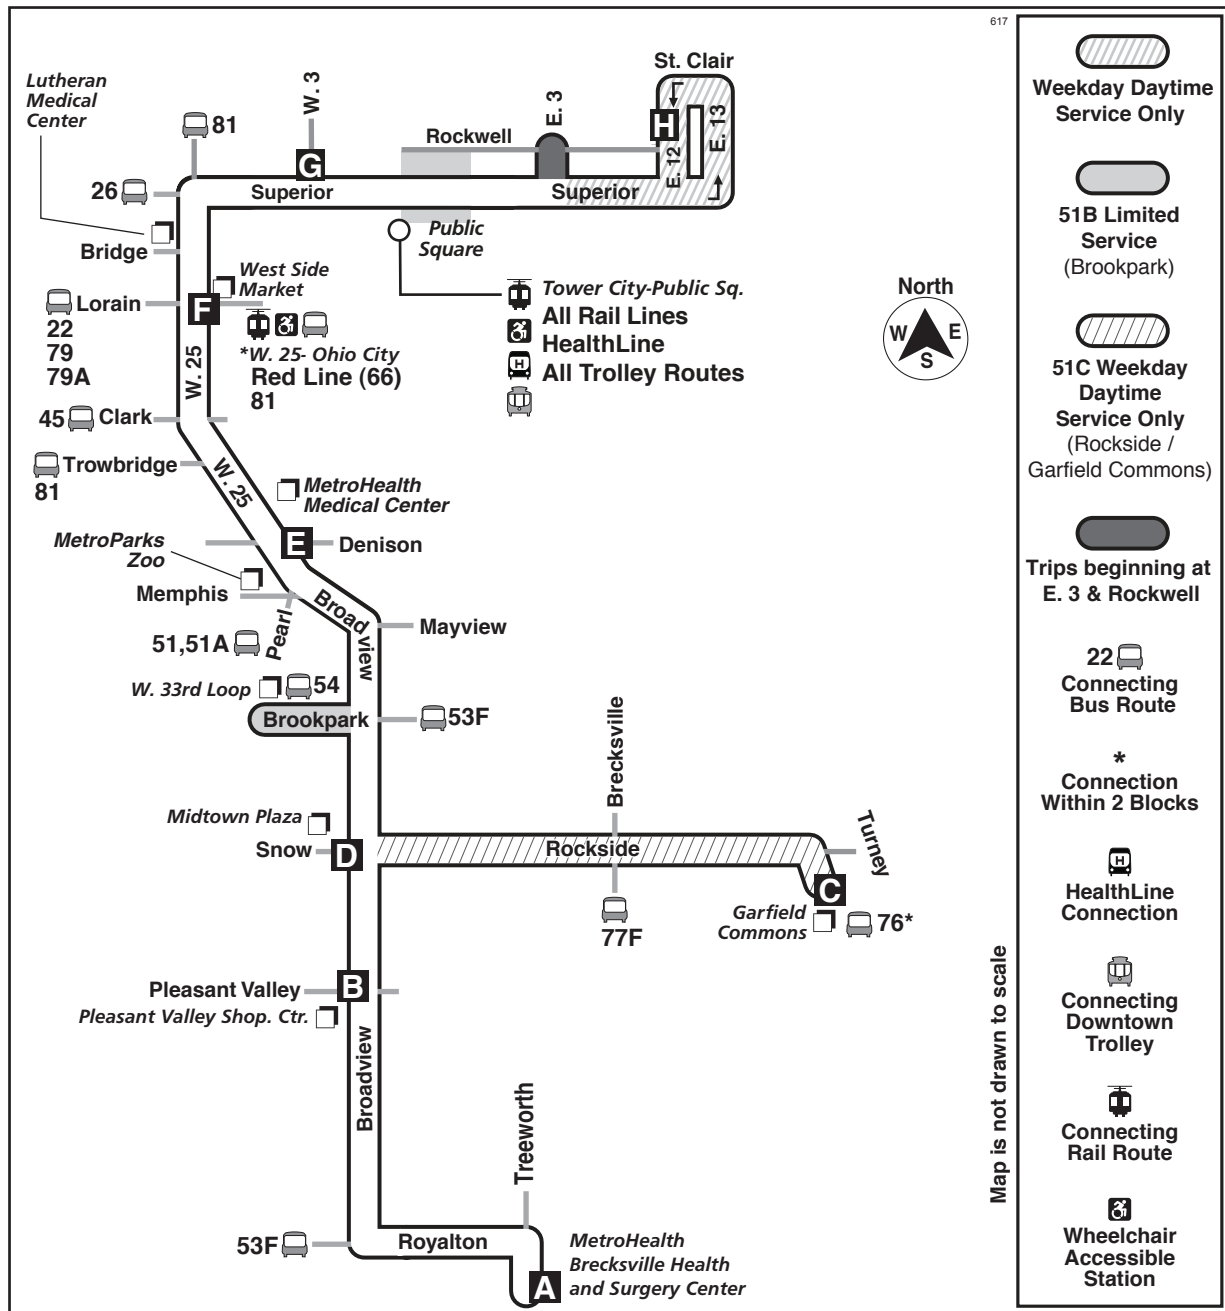 617
Lutheran
Medical
Center
81
W. 3
E. 3
St. Clair
Rockwell
G
H
E. 12
E. 13
26
Superior
Superior
Bridge
Public
Square
West Side
Market
Lorain
22
79
79A
F
*W. 25- Ohio City
Red Line (66)
81
Tower City-Public Sq.
All Rail Lines
HealthLine
H
All Trolley Routes
North
W
E
S
W. 25
45
Clark
Trowbridge
81
W. 25
MetroHealth
Medical Center
MetroParks
Zoo
E
Denison
Memphis
Pearl
Broad
view
Mayview
51,51A
W. 33rd Loop
54
Brookpark
53F
Brecksville
Midtown Plaza
Snow
D
Rockside
Turney
C
77F
Garfield
Commons
76*
Pleasant Valley
B
Pleasant Valley Shop. Ctr.
Broadview
Treeworth
53F
Royalton
MetroHealth
Brecksville Health
and Surgery Center
A
Map is not drawn to scale
Weekday Daytime
Service Only
51B Limited
Service
(Brookpark)
51C Weekday
Daytime
Service Only
(Rockside /
Garfield Commons)
Trips beginning at
E. 3 & Rockwell
22
Connecting
Bus Route
*
Connection
Within 2 Blocks
H
HealthLine
Connection
Connecting
Downtown
Trolley
Connecting
Rail Route
Wheelchair
Accessible
Station